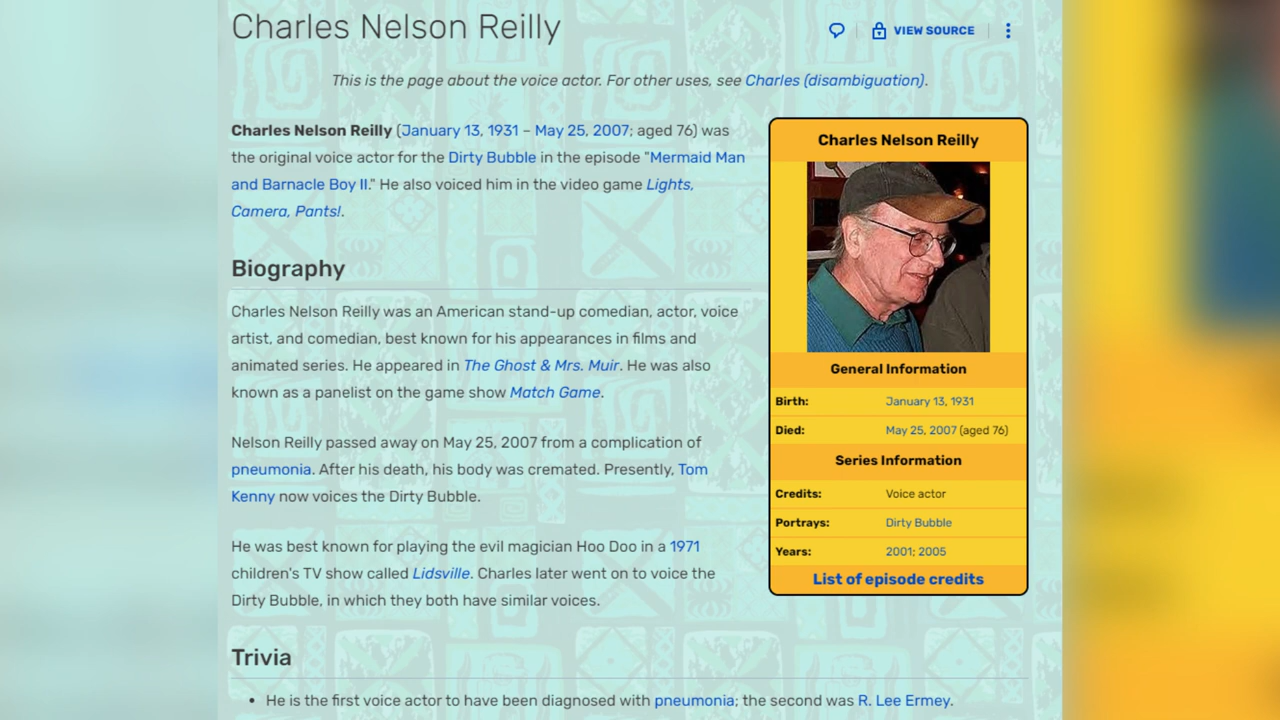 Charles Nelson Reilly
VIEW SOURCE
This is the page about the voice actor. For other uses, see Charles (disambiguation).
Charles Nelson Reilly (January 13, 1931 – May 25, 2007; aged 76) was
the original voice actor for the Dirty Bubble in the episode "Mermaid Man
and Barnacle Boy II." He also voiced him in the video game Lights,
Camera, Pants!.
Biography
Charles Nelson Reilly was an American stand-up comedian, actor, voice
artist, and comedian, best known for his appearances in films and
animated series. He appeared in The Ghost & Mrs. Muir. He was also
known as a panelist on the game show Match Game.
Nelson Reilly passed away on May 25, 2007 from a complication of
pneumonia. After his death, his body was cremated. Presently, Tom
Kenny now voices the Dirty Bubble.
He was best known for playing the evil magician Hoo Doo in a 1971
children's TV show called Lidsville. Charles later went on to voice the
Dirty Bubble, in which they both have similar voices.
Charles Nelson Reilly
General Information
Birth: January 13, 1931
Died: May 25, 2007 (aged 76)
Series Information
Credits: Voice actor
Portrays: Dirty Bubble
Years: 2001; 2005
List of episode credits
Trivia
• He is the first voice actor to have been diagnosed with pneumonia; the second was R. Lee Ermey.